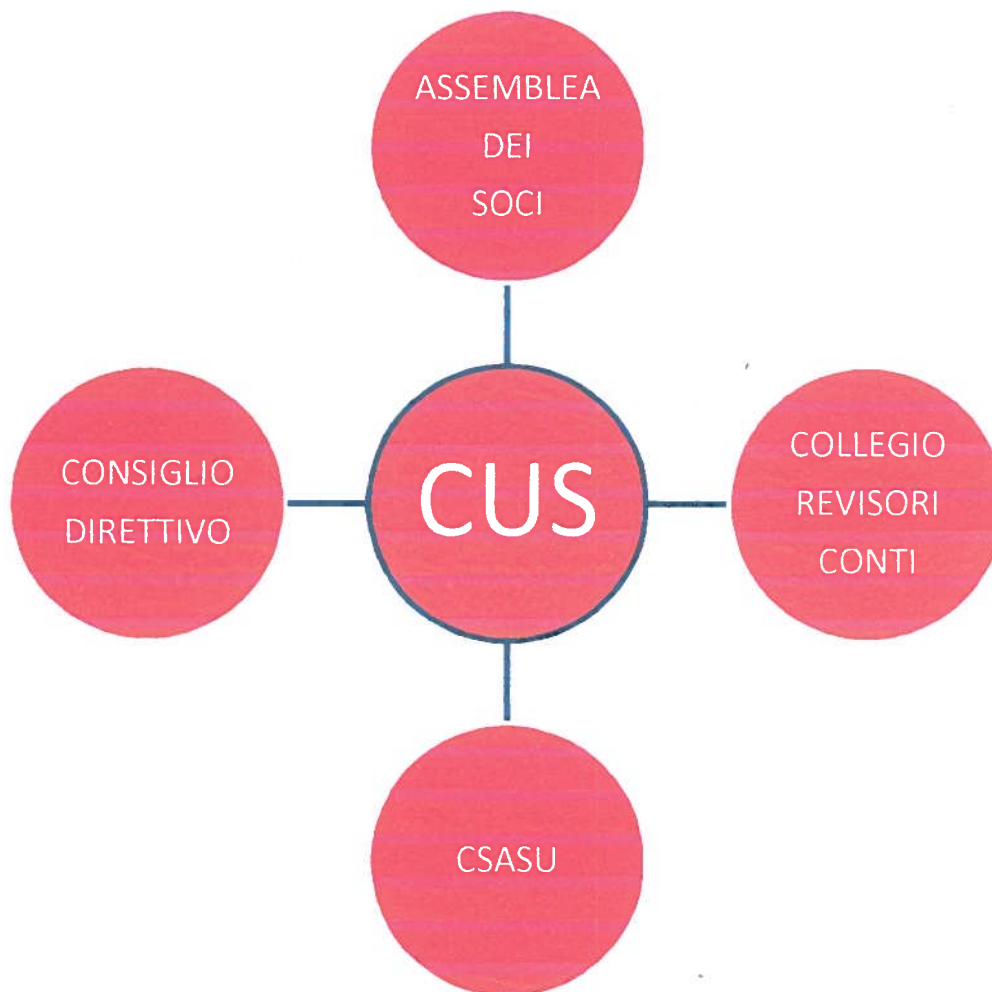 ASSEMBLEA
DEI
SOCI
CONSIGLIO
DIRETTIVO
CUS
COLLEGIO
REVISORI
CONTI
CSASU